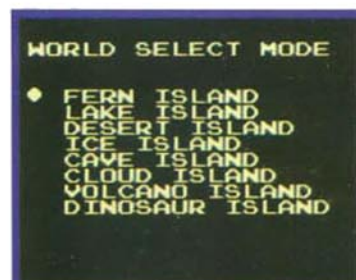 WORLD SELECT MODE
FERN ISLAND
LAKE ISLAND
DESERT ISLAND
ICE ISLAND
CAVE ISLAND
CLOUD ISLAND
VOLCANO ISLAND
DINOSAUR ISLAND